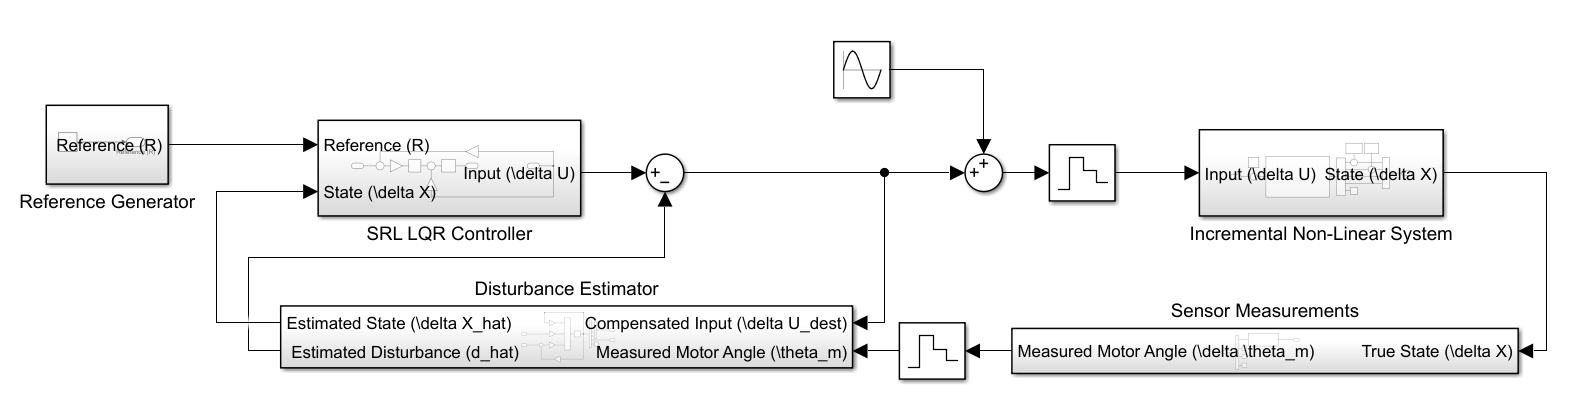 Reference (R)
Reference Generator
Reference (R)
Input (\delta U)
State (\delta X)
SRL LQR Controller
+
−
+
+
Input (\delta U)
State (\delta X)
Incremental Non-Linear System
Disturbance Estimator
Estimated State (\delta X_hat)
Compensated Input (\delta U_dest)
Estimated Disturbance (d_hat)
Measured Motor Angle (\theta_m)
Sensor Measurements
Measured Motor Angle (\delta \theta_m)
True State (\delta X)